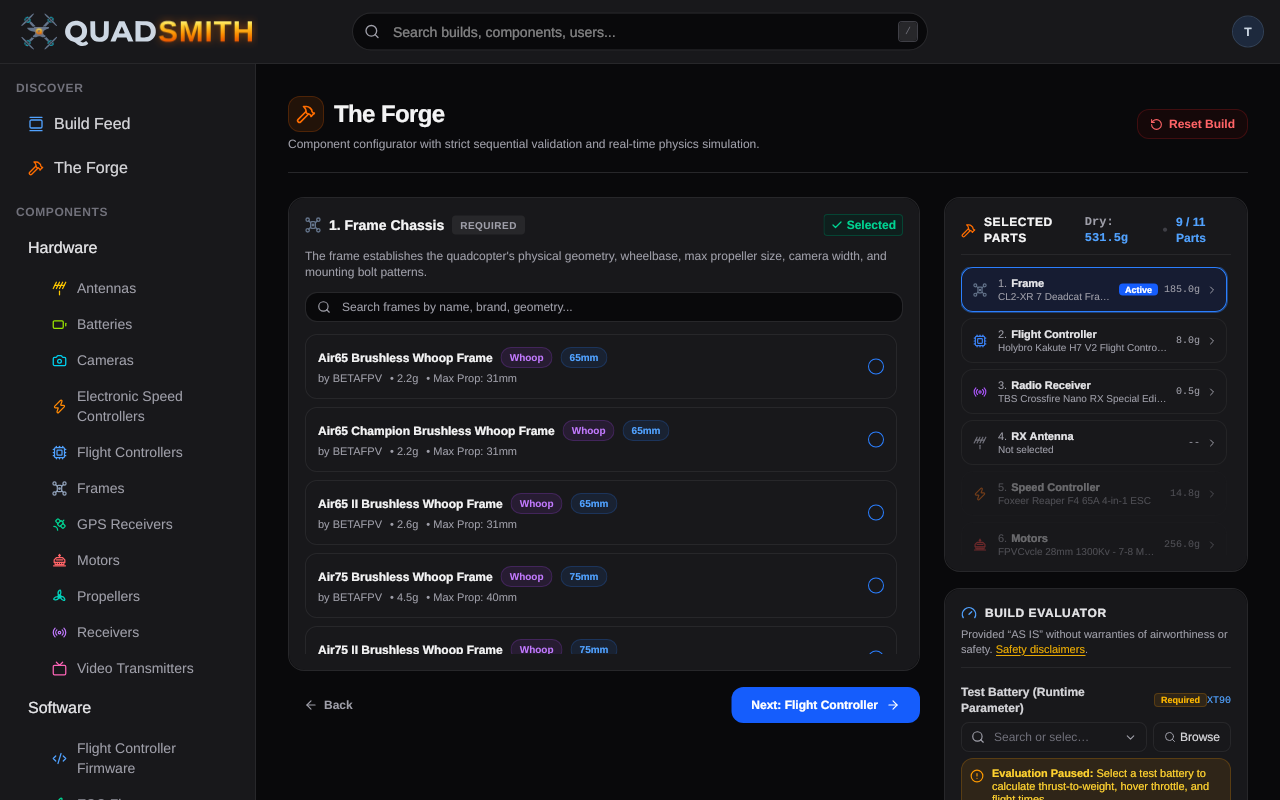 QUADSMITH
Search builds, components, users...
/
T
DISCOVER
Build Feed
The Forge
COMPONENTS
Hardware
Antennas
Batteries
Cameras
Electronic Speed
Controllers
Flight Controllers
Frames
GPS Receivers
Motors
Propellers
Receivers
Video Transmitters
Software
Flight Controller
Firmware
The Forge
Component configurator with strict sequential validation and real-time physics simulation.
Reset Build
1. Frame Chassis REQUIRED
Selected
The frame establishes the quadcopter's physical geometry, wheelbase, max propeller size, camera width, and
mounting bolt patterns.
Search frames by name, brand, geometry...
Air65 Brushless Whoop Frame Whoop 65mm
by BETAFPV • 2.2g • Max Prop: 31mm
Air65 Champion Brushless Whoop Frame Whoop 65mm
by BETAFPV • 2.2g • Max Prop: 31mm
Air65 II Brushless Whoop Frame Whoop 65mm
by BETAFPV • 2.6g • Max Prop: 31mm
Air75 Brushless Whoop Frame Whoop 75mm
by BETAFPV • 4.5g • Max Prop: 40mm
Air75 II Brushless Whoop Frame Whoop 75mm
Back
Next: Flight Controller
SELECTED
PARTS
Dry:
531.5g
•
9 / 11
Parts
1. Frame
CL2-XR 7 Deadcat Fra…
Active
185.0g
2. Flight Controller
Holybro Kakute H7 V2 Flight Contro…
8.0g
3. Radio Receiver
TBS Crossfire Nano RX Special Edi…
0.5g
4. RX Antenna
Not selected
--
5. Speed Controller
Foxeer Reaper F4 65A 4-in-1 ESC
14.8g
6. Motors
FPVCycle 28mm 1300Kv - 7-8 M…
256.0g
BUILD EVALUATOR
Provided “AS IS” without warranties of airworthiness or
safety. Safety disclaimers.
Test Battery (Runtime
Parameter)
Required
XT90
Search or selec…
Browse
Evaluation Paused: Select a test battery to
calculate thrust-to-weight, hover throttle, and
flight times.